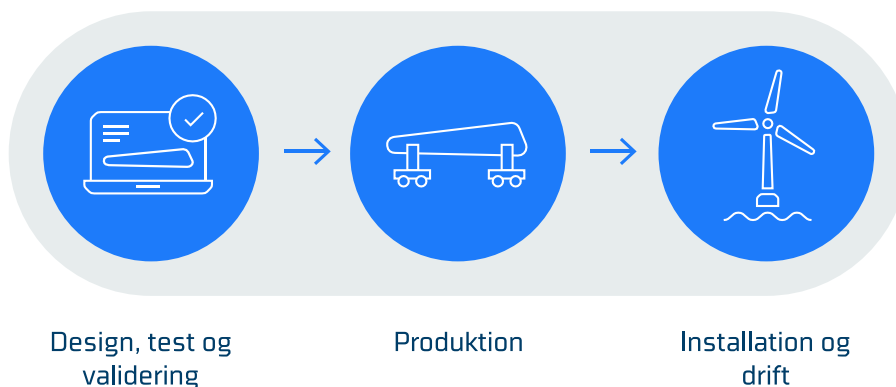 Design, test og
validering
Produktion
Installation og
drift